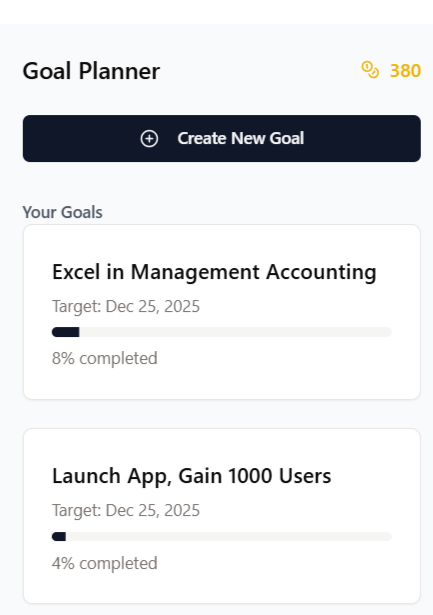 Goal Planner
380
Create New Goal
Your Goals
Excel in Management Accounting
Target: Dec 25, 2025
8% completed
Launch App, Gain 1000 Users
Target: Dec 25, 2025
4% completed